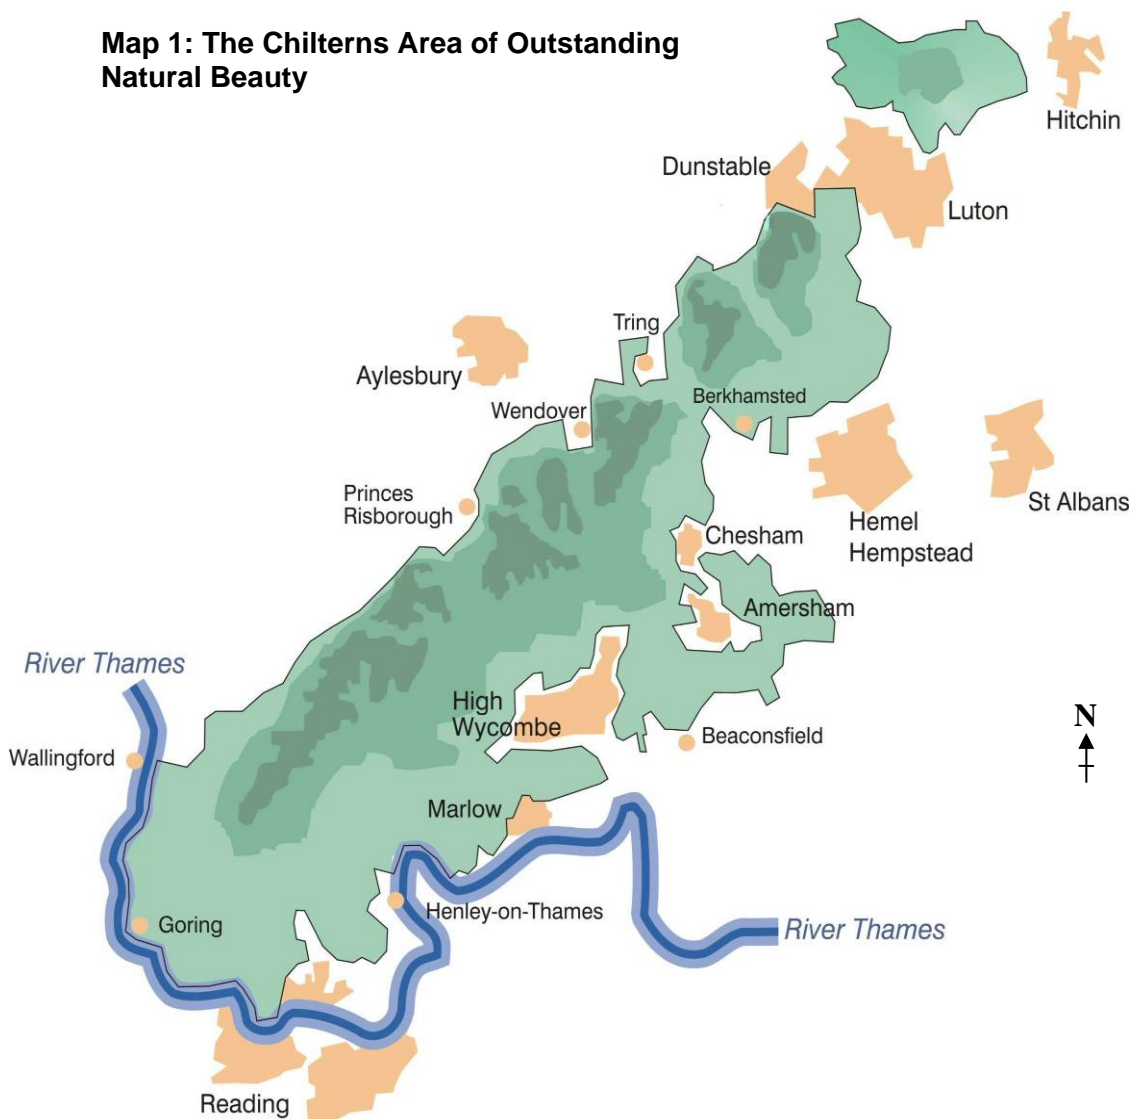 Map 1: The Chilterns Area of Outstanding
Natural Beauty
Hitchin
Dunstable
Luton
Tring
Aylesbury
Berkhamsted
Wendover
Princes
Risborough
St Albans
Hemel
Hempstead
Chesham
Amersham
River Thames
High
Wycombe
N
Beaconsfield
Wallingford
Marlow
Henley-on-Thames
Goring
River Thames
Reading